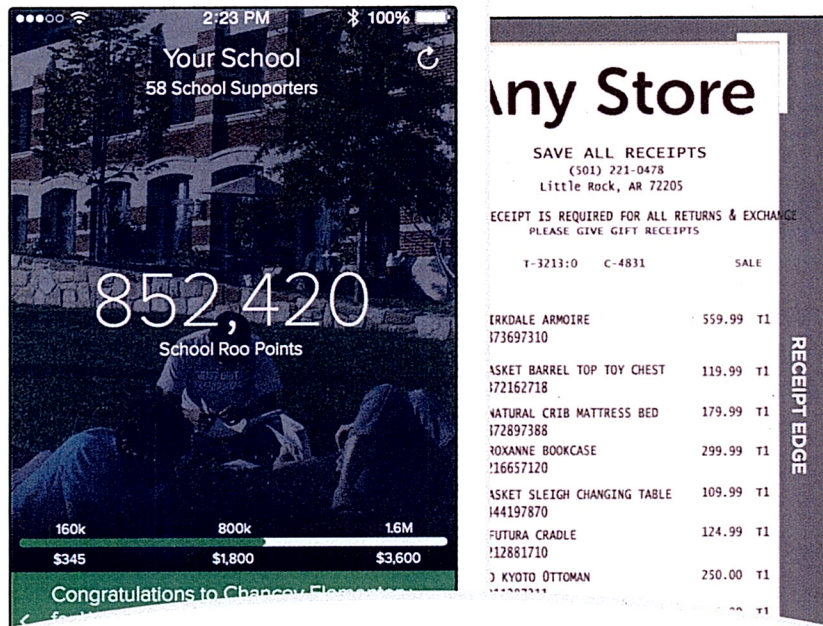 2:23 PM
100%
Your School
58 School Supporters
852,420
School Roo Points
160k 800k 1.6M
$345 $1,800 $3,600
Congratulations to Chancey
Any Store
SAVE ALL RECEIPTS
(501) 221-0478
Little Rock, AR 72205
ECEIPT IS REQUIRED FOR ALL RETURNS & EXCHANGE
PLEASE GIVE GIFT RECEIPTS
T-3213:0 C-4831 SALE
IRKDALE ARMOIRE 559.99 T1
373697310
ASKET BARREL TOP TOY CHEST 119.99 T1
372162718
NATURAL CRIB MATTRESS BED 179.99 T1
372897388
ROXANNE BOOKCASE 299.99 T1
216657120
ASKET SLEIGH CHANGING TABLE 109.99 T1
344197870
FUTURA CRADLE 124.99 T1
212881710
KYOTO OTTOMAN 250.00 T1
T1
RECEIPT EDGE